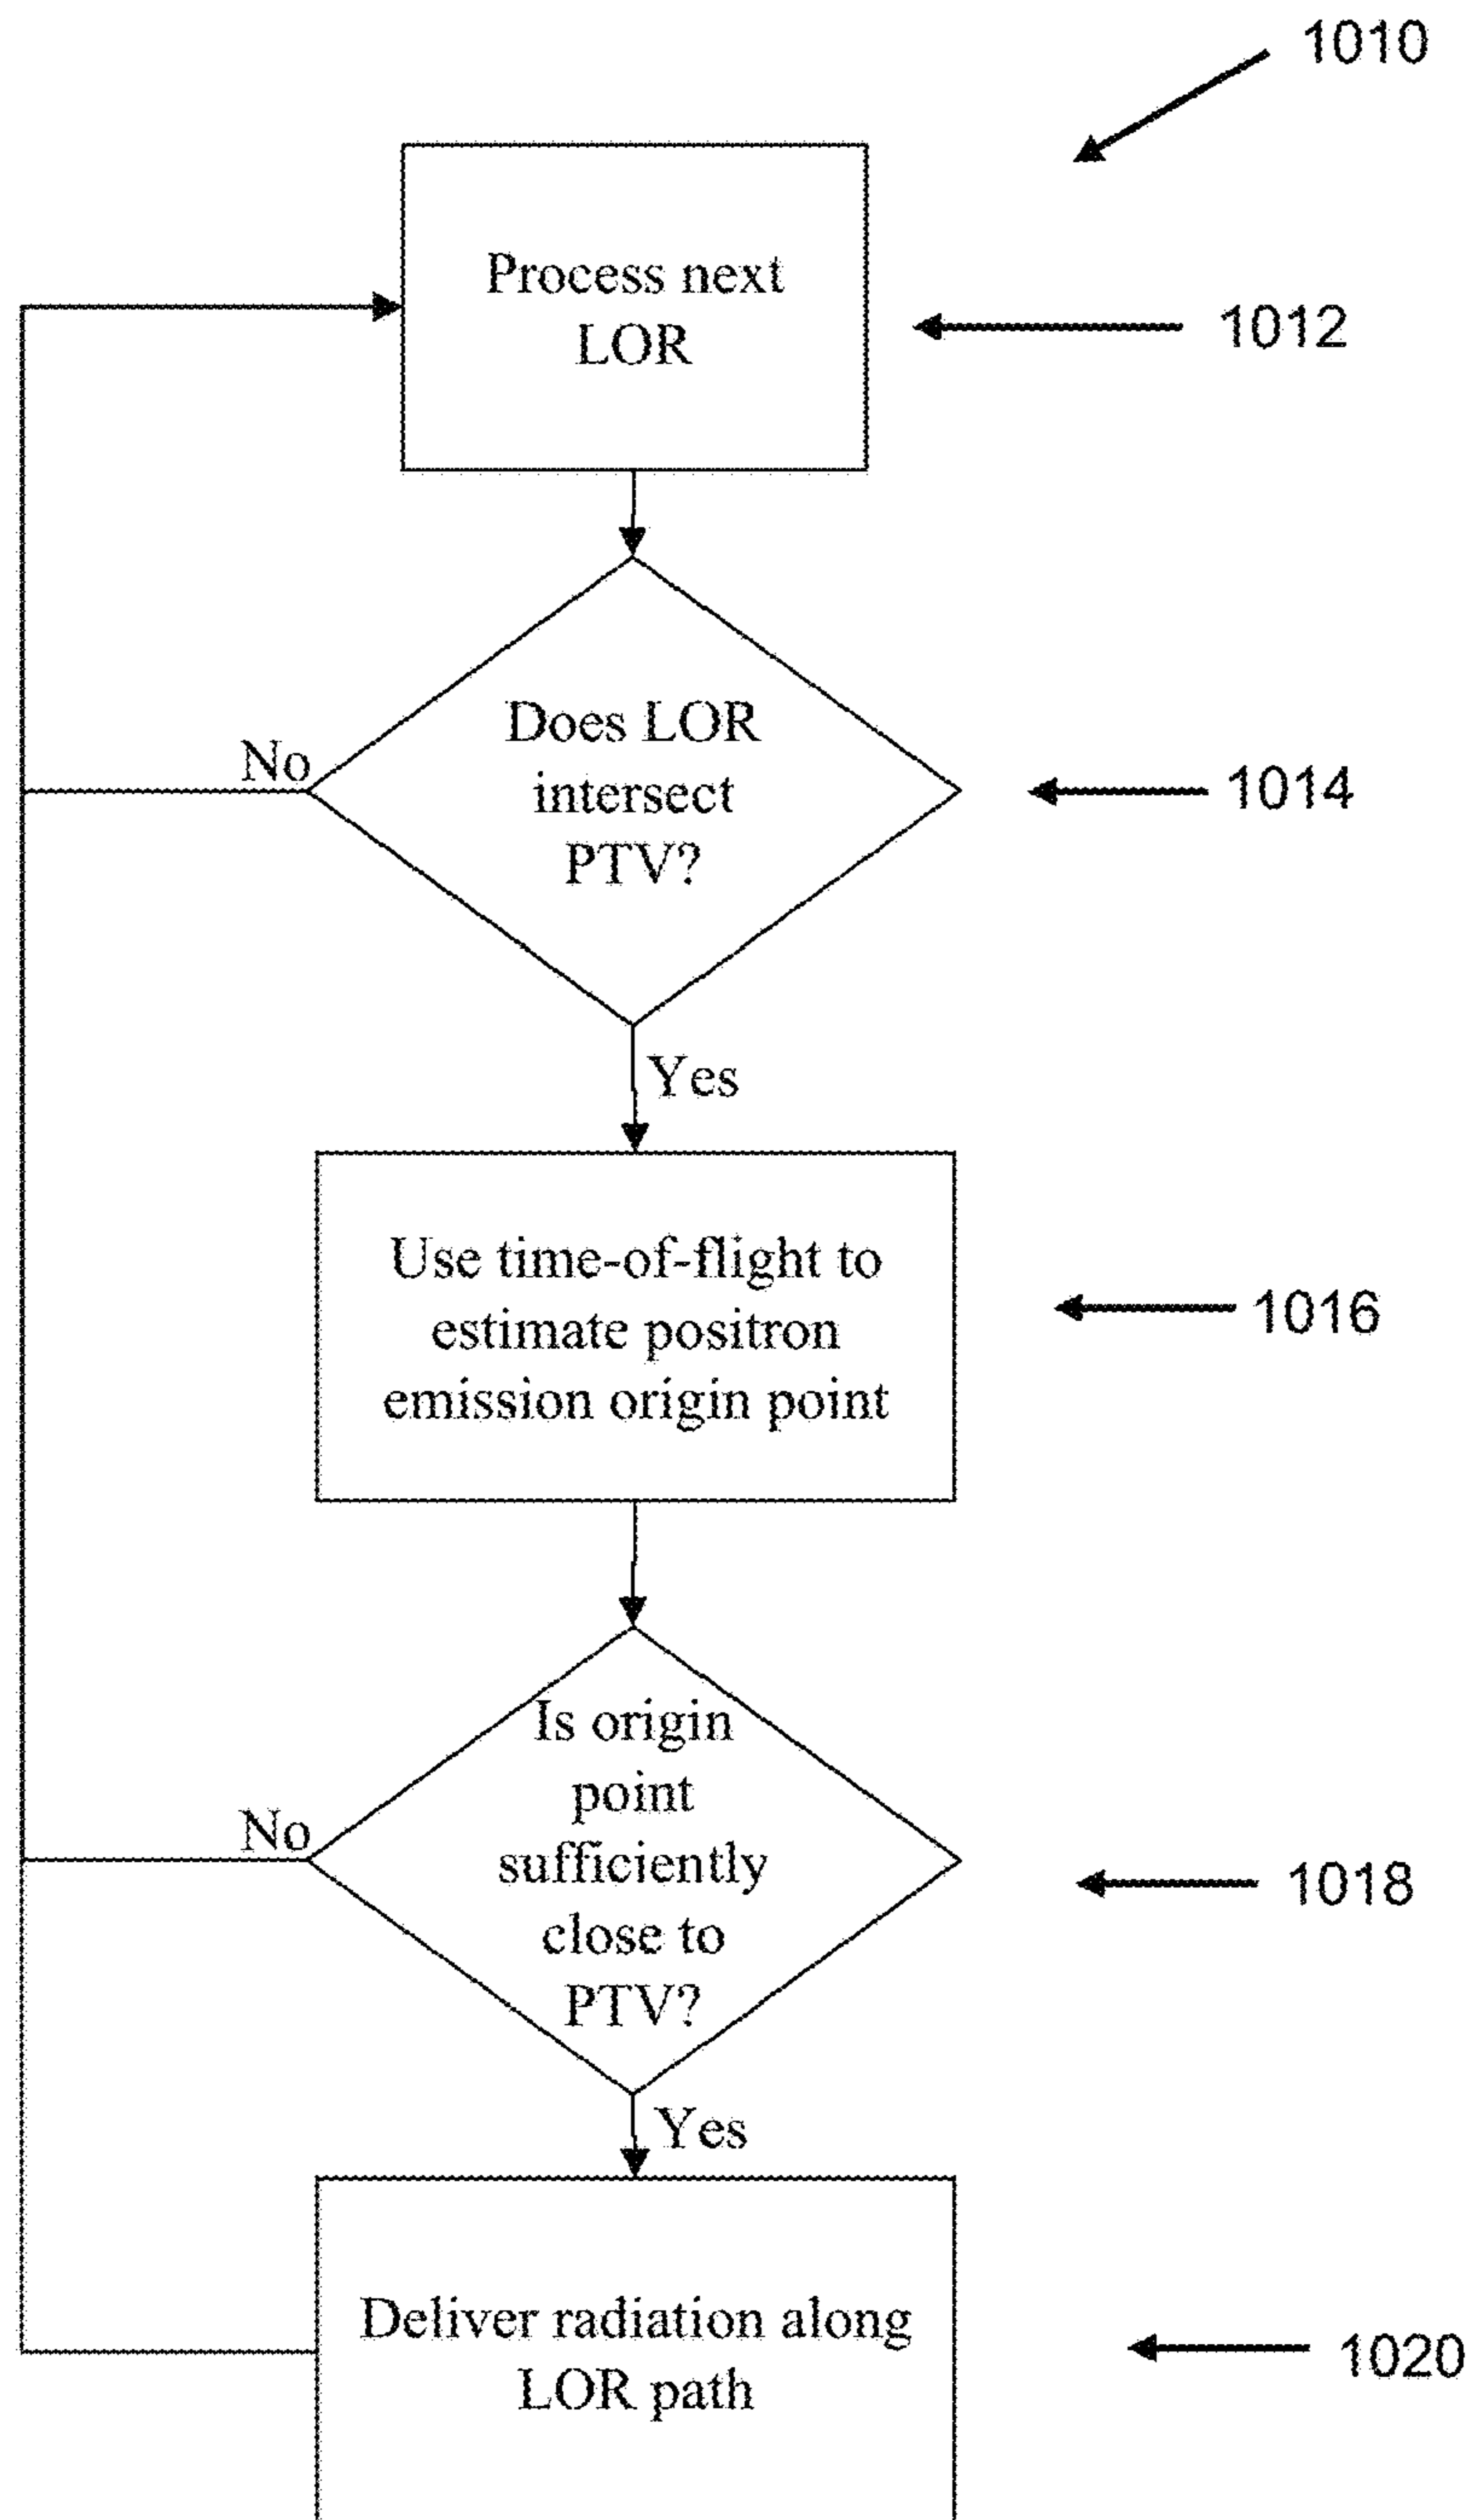 1010
Process next
LOR
1012
Does LOR
intersect
PTV?
No
1014
Yes
Use time-of-flight to
estimate positron
emission origin point
1016
Is origin
point
sufficiently
close to
PTV?
No
1018
Yes
Deliver radiation along
LOR path
1020